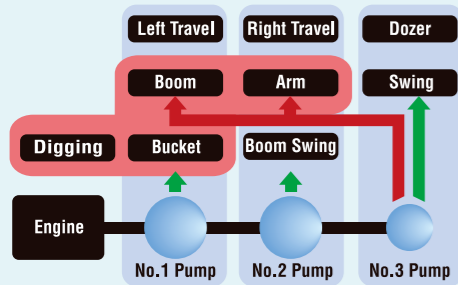 Left Travel
Right Travel
Dozer
Boom
Arm
Swing
Digging
Bucket
Boom Swing
Engine
No.1 Pump
No.2 Pump
No.3 Pump